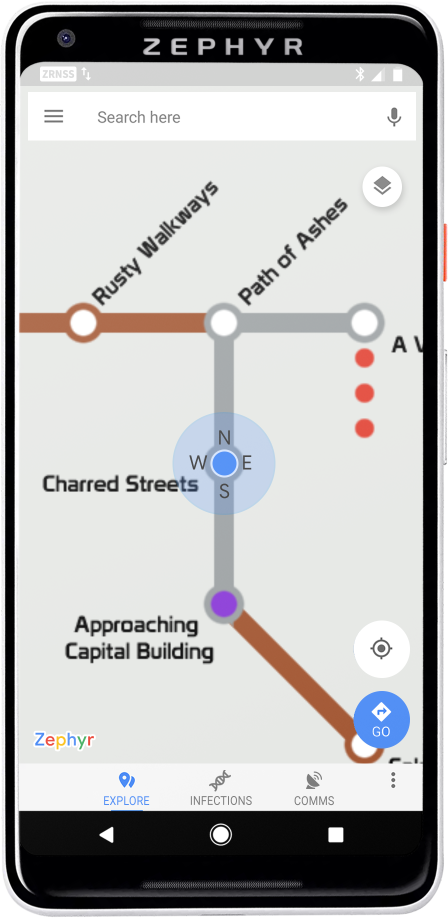 ZEPHYR
ZRNSS
Search here
Rusty Walkways
Path of Ashes
A
N
W E
S
Charred Streets
Approaching
Capital Building
Zephyr
GO
EXPLORE INFECTIONS COMMS